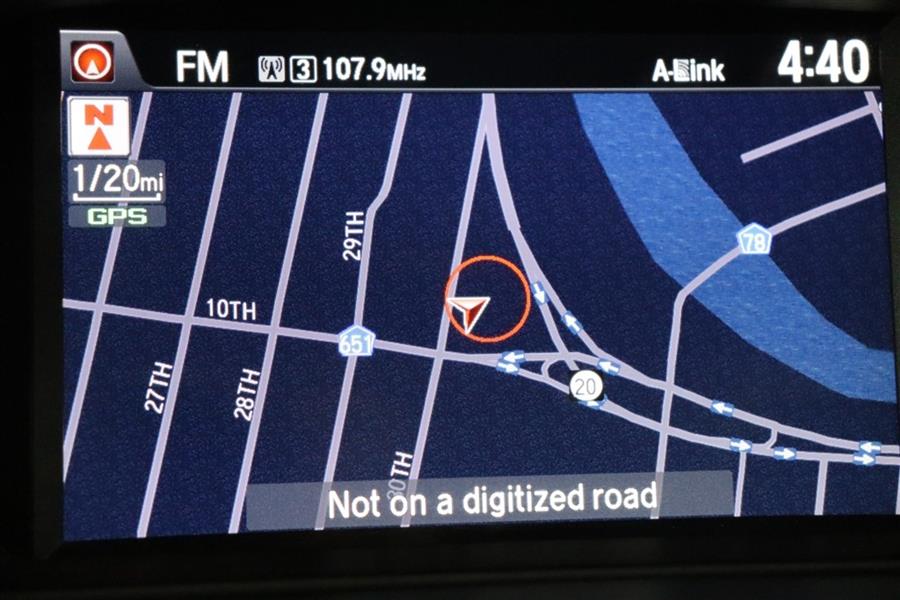 FM 3 107.9MHz A-Link 4:40
N
1/20mi
GPS
78
29TH
10TH
651
27TH
28TH
20
30TH
Not on a digitized road